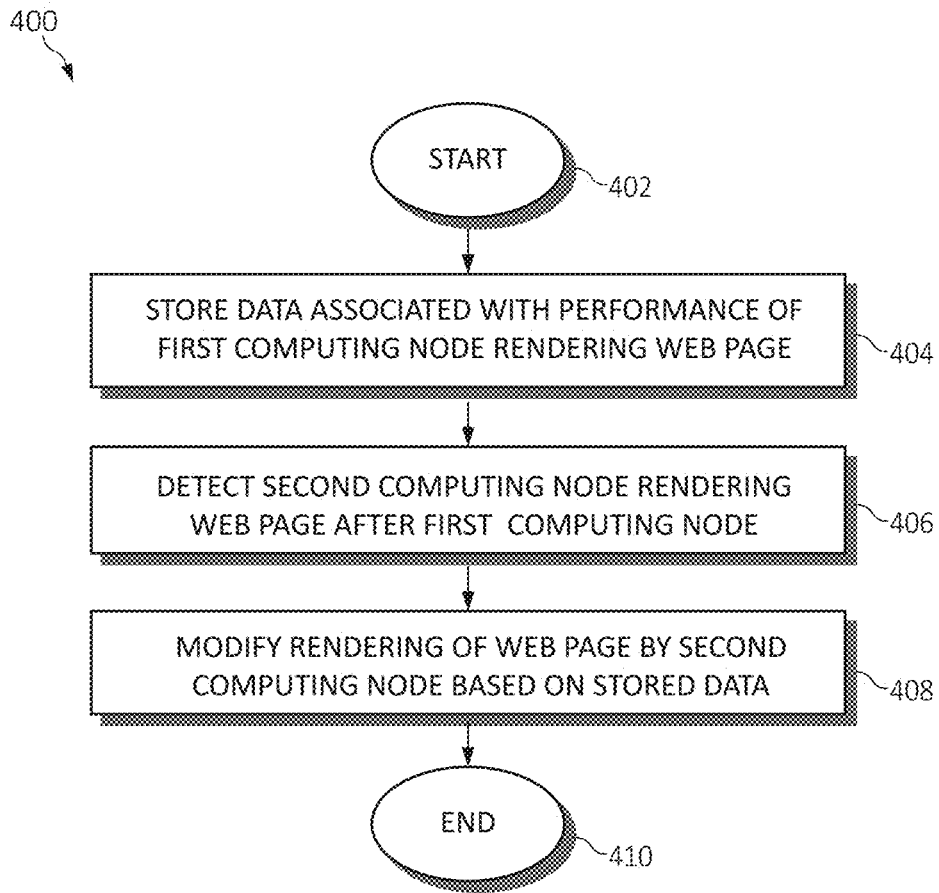 400
START
402
STORE DATA ASSOCIATED WITH PERFORMANCE OF
FIRST COMPUTING NODE RENDERING WEB PAGE
404
DETECT SECOND COMPUTING NODE RENDERING
WEB PAGE AFTER FIRST COMPUTING NODE
406
MODIFY RENDERING OF WEB PAGE BY SECOND
COMPUTING NODE BASED ON STORED DATA
408
END
410